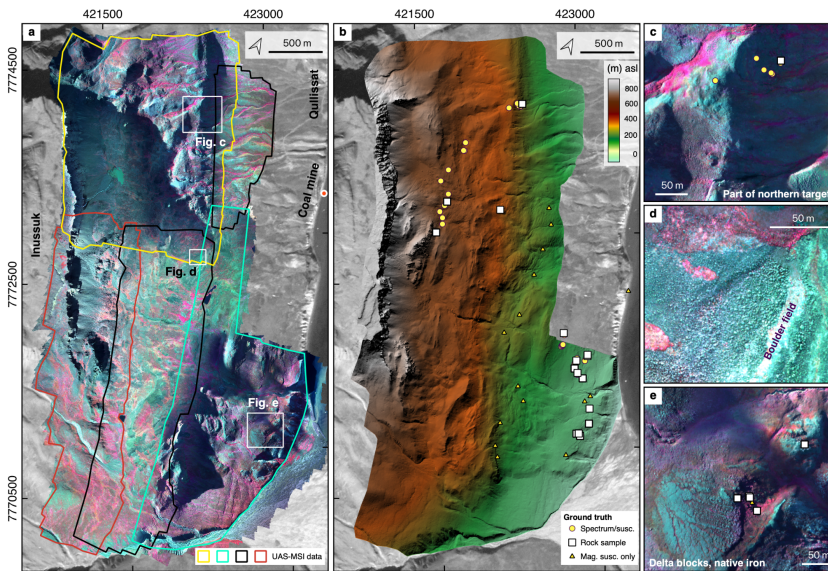 421500
423000
421500
423000
a
500 m
Qullissat
Fig. c
Coal mine
Inussuk
Fig. d
Fig. e
UAS-MSI data
7774500
7772500
7770500
b
500 m
(m) asl
800
600
400
200
0
Ground truth
Spectrum/susc.
Rock sample
Mag. susc. only
c
50 m
Part of northern target
d
50 m
Boulder field
e
Delta blocks, native iron
50 m